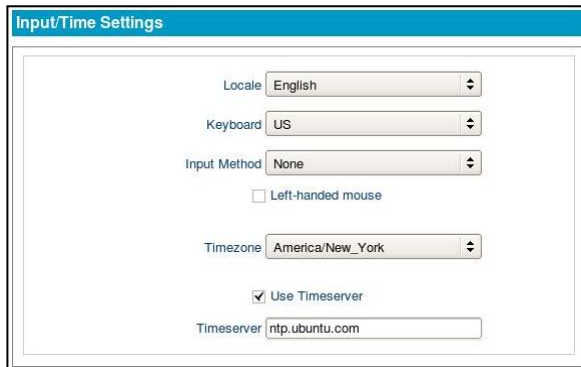 Input/Time Settings
Locale English
Keyboard US
Input Method None
Left-handed mouse
Timezone America/New_York
Use Timeserver
Timeserver ntp.ubuntu.com